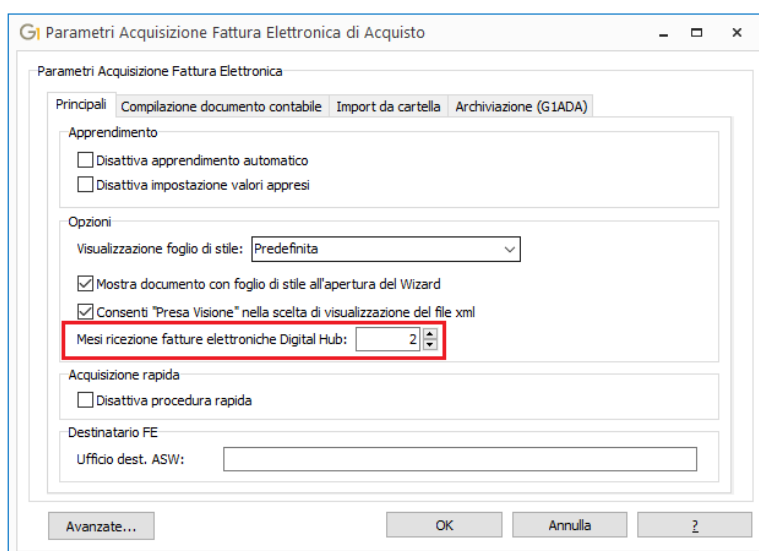 G1 Parametri Acquisizione Fattura Elettronica di Acquisto
Parametri Acquisizione Fattura Elettronica
Principali Compilazione documento contabile Import da cartella Archiviazione (G1ADA)
Apprendimento
Disattiva apprendimento automatico
Disattiva impostazione valori appresi
Opzioni
Visualizzazione foglio di stile: Predefinita
Mostra documento con foglio di stile all'apertura del Wizard
Consenti "Presa Visione" nella scelta di visualizzazione del file xml
Mesi ricezione fatture elettroniche Digital Hub: 2
Acquisizione rapida
Disattiva procedura rapida
Destinatario FE
Ufficio dest. ASW:
Avanzate... OK Annulla ?